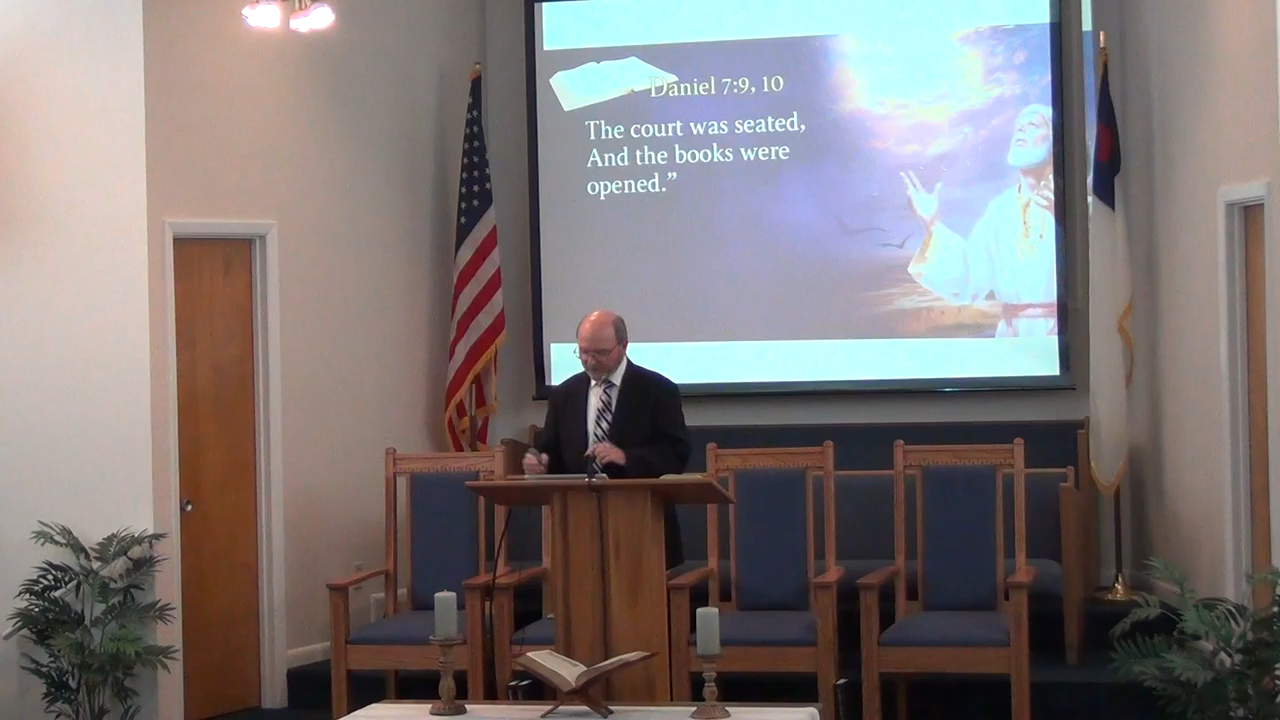 Daniel 7:9, 10
The court was seated,
And the books were
opened.”